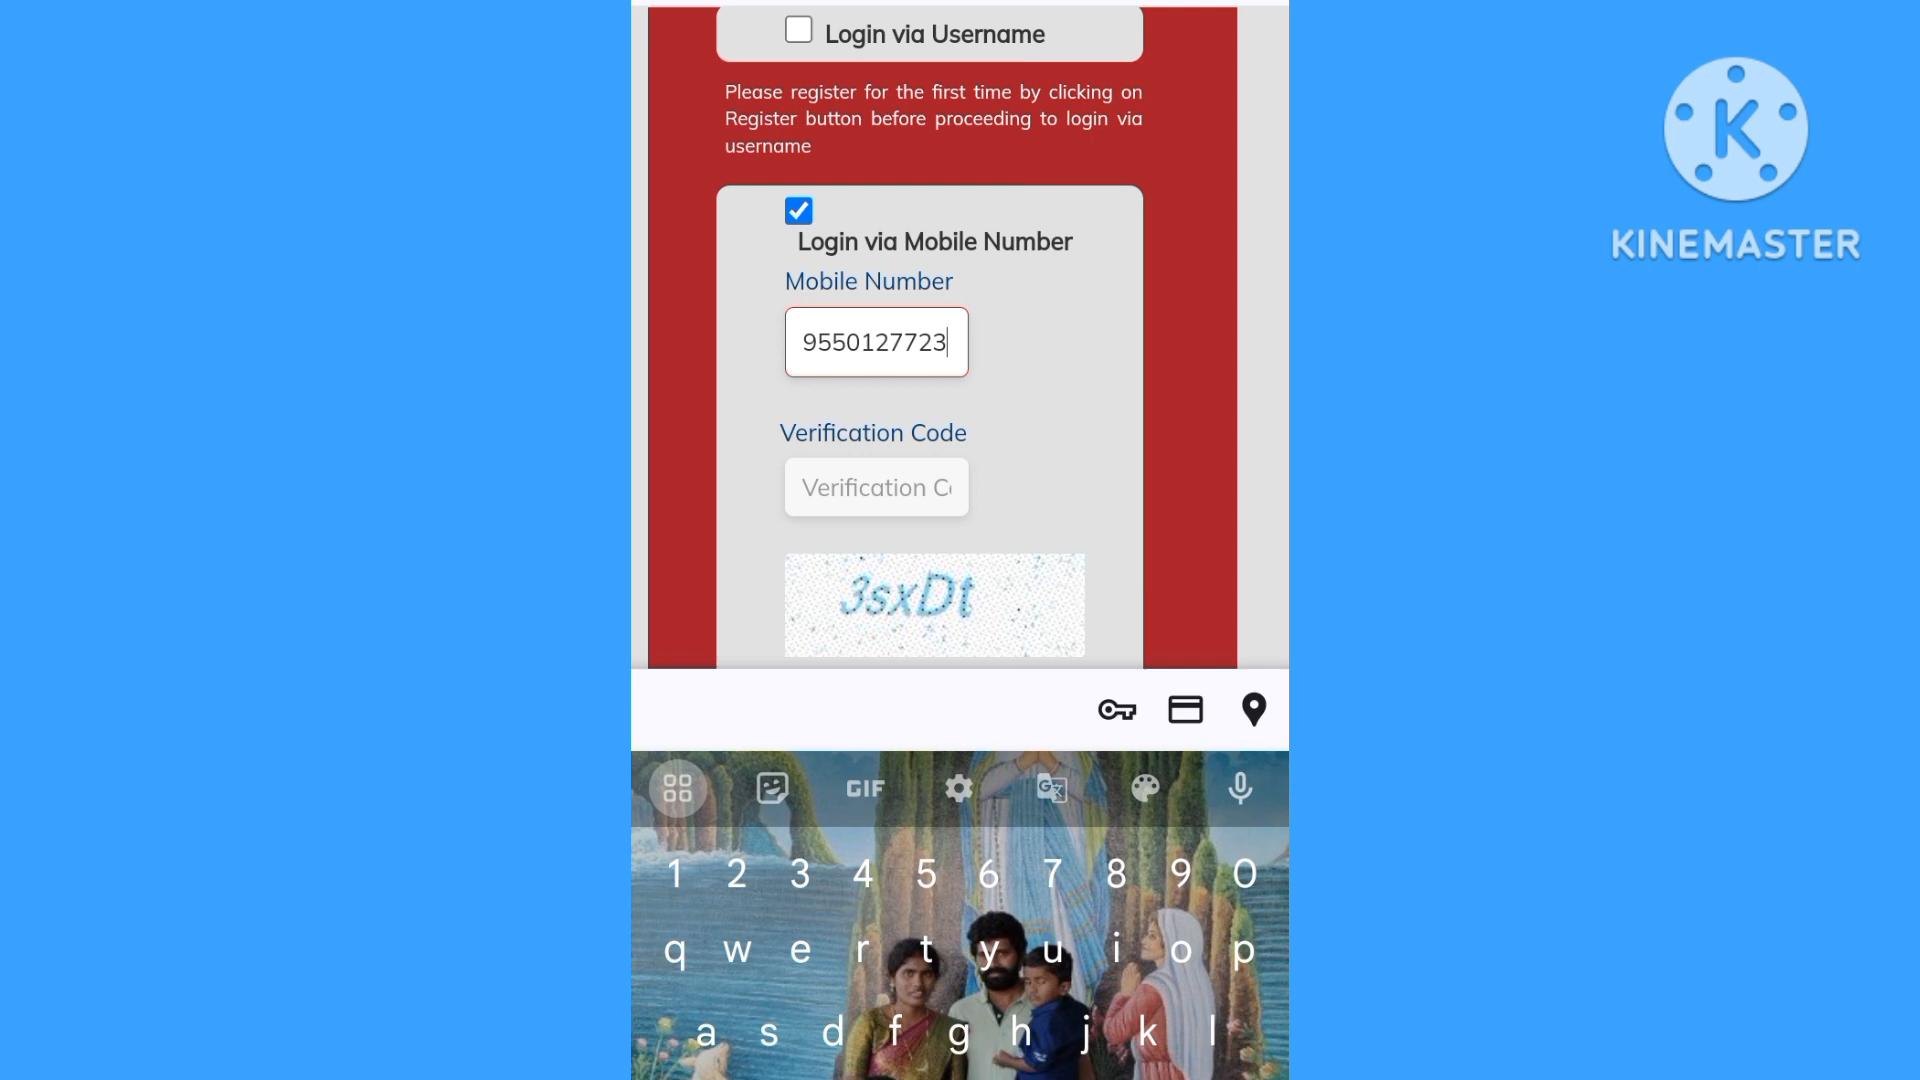 Login via Username
Please register for the first time by clicking on
Register button before proceeding to login via
username
Login via Mobile Number
Mobile Number
9550127723
Verification Code
Verification C
3sxDt
K
KINEMASTER
GIF
1 2 3 4 5 6 7 8 9 0
q w e r t y u i o p
a s d f g h j k l